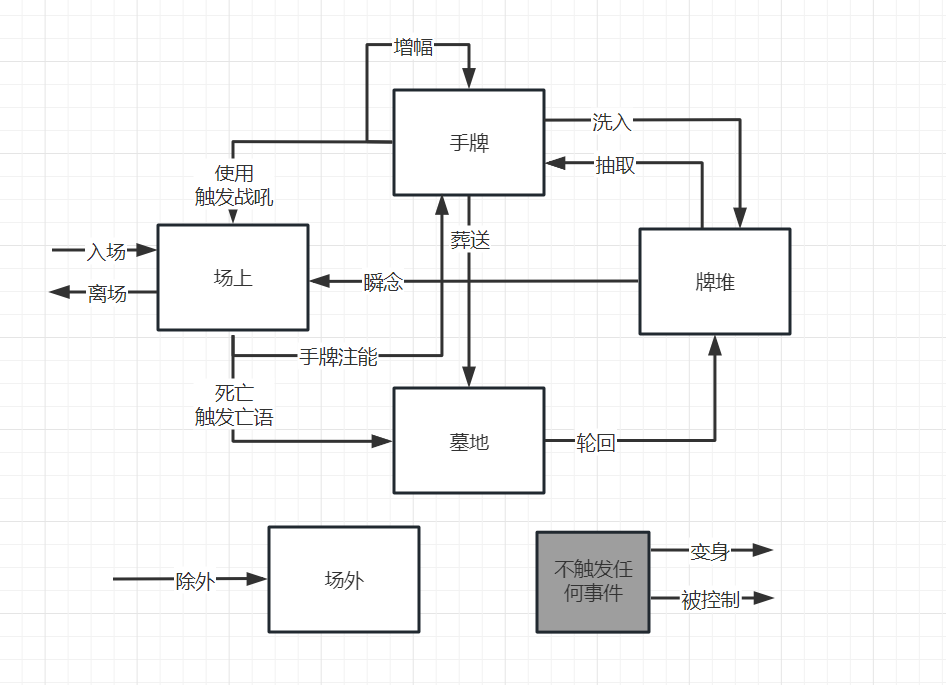 增幅
手牌
洗入
抽取
使用
触发战吼
葬送
入场
场上
瞬念
牌堆
离场
手牌注能
死亡
触发亡语
墓地
轮回
除外
场外
不触发任
何事件
变身
被控制